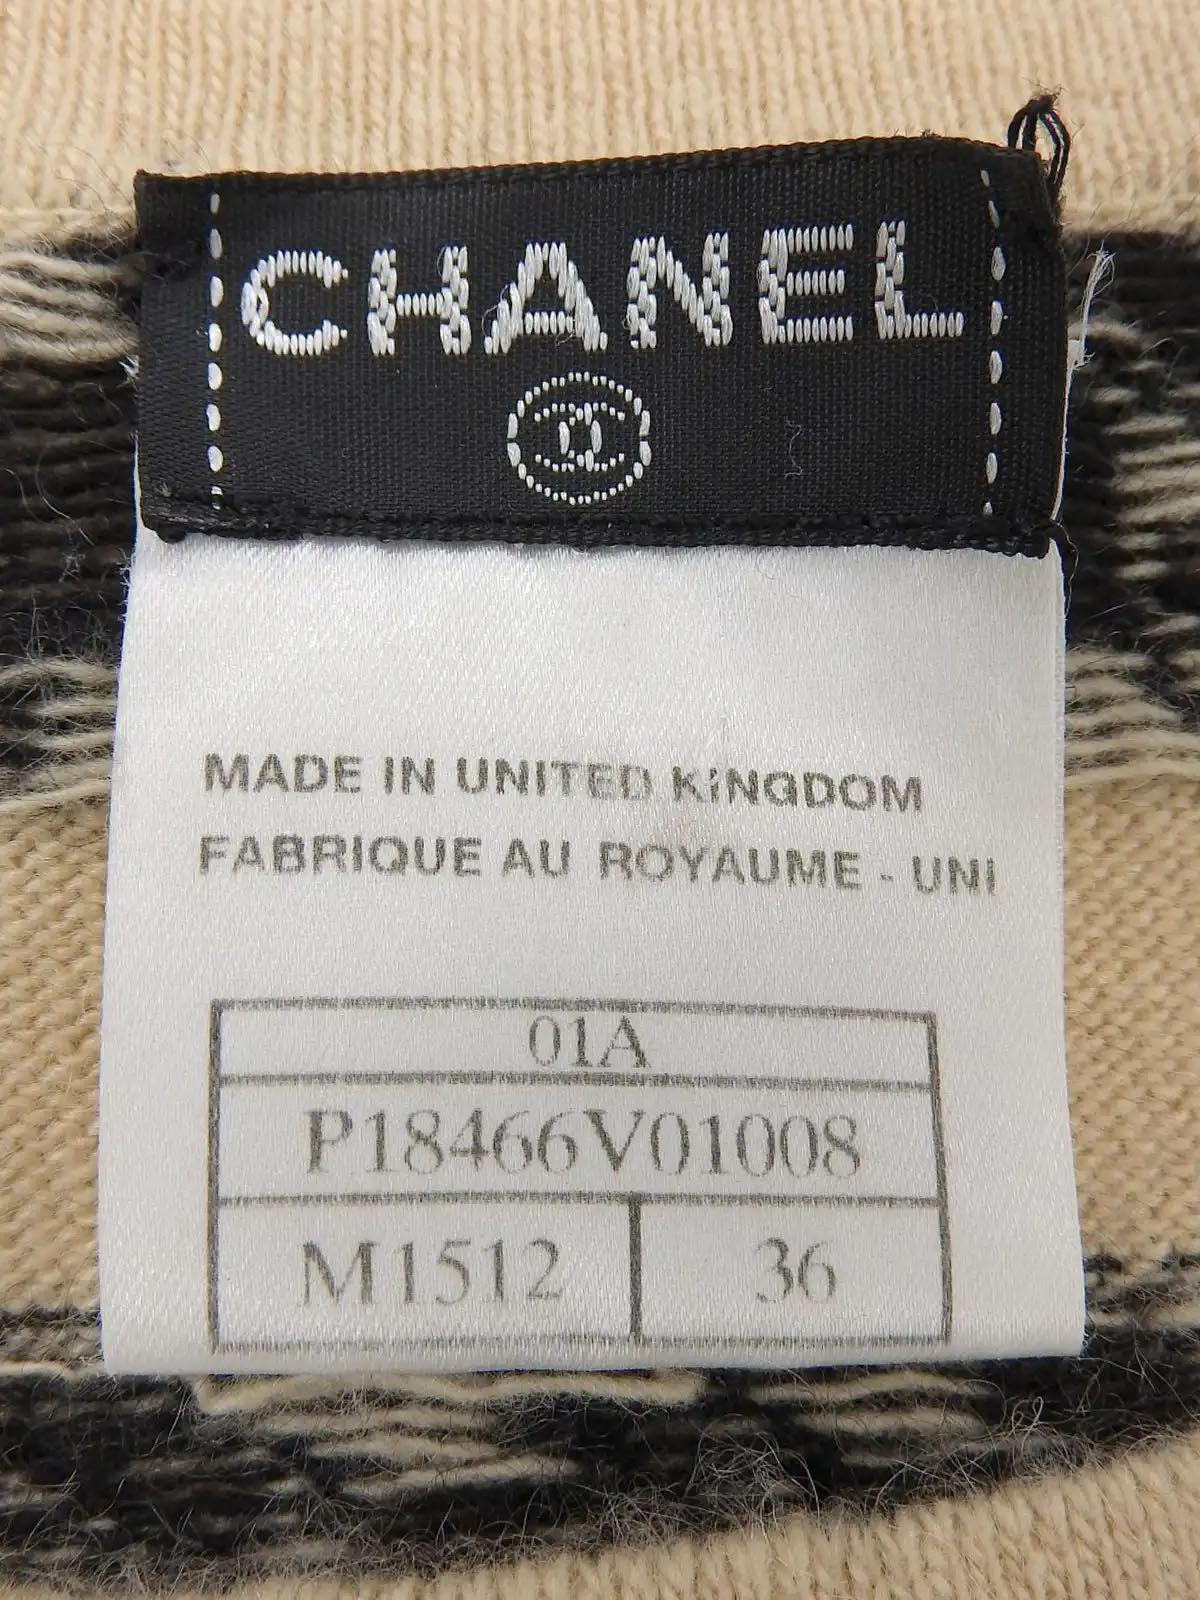 CHANEL
MADE IN UNITED KINGDOM
FABRIQUE AU ROYAUME - UNI
01A
P18466V01008
M1512 36